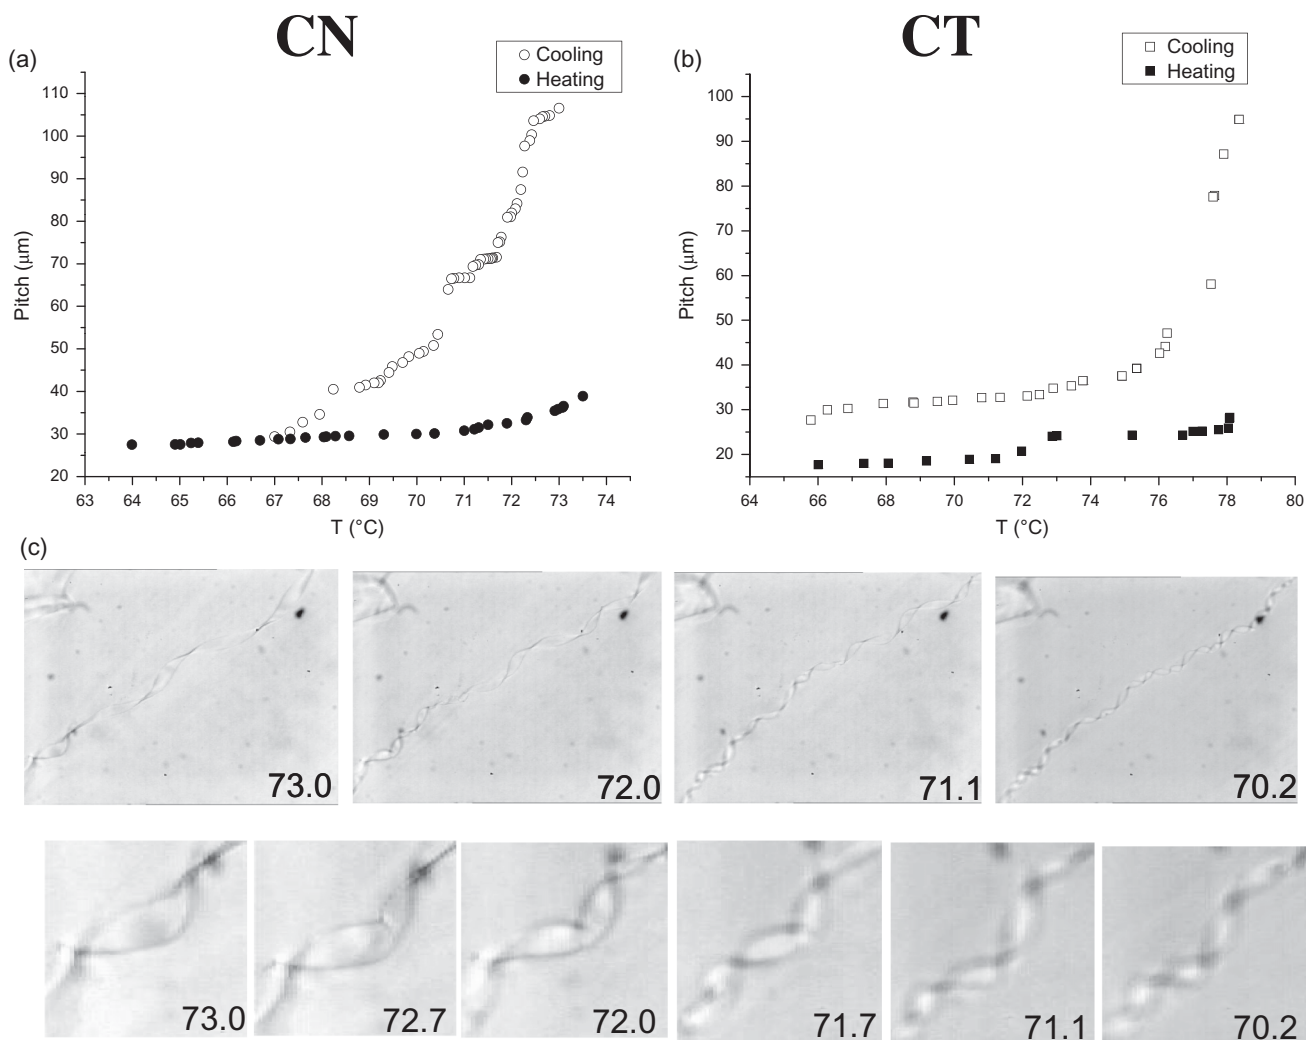 CN
CT
(a)
Cooling
Heating
110
100
90
80
70
60
50
40
30
20
Pitch (μm)
63 64 65 66 67 68 69 70 71 72 73 74
T (°C)
(b)
Cooling
Heating
100
90
80
70
60
50
40
30
20
Pitch (μm)
64 66 68 70 72 74 76 78 80
T (°C)
(c)
73.0
72.0
71.1
70.2
73.0
72.7
72.0
71.7
71.1
70.2